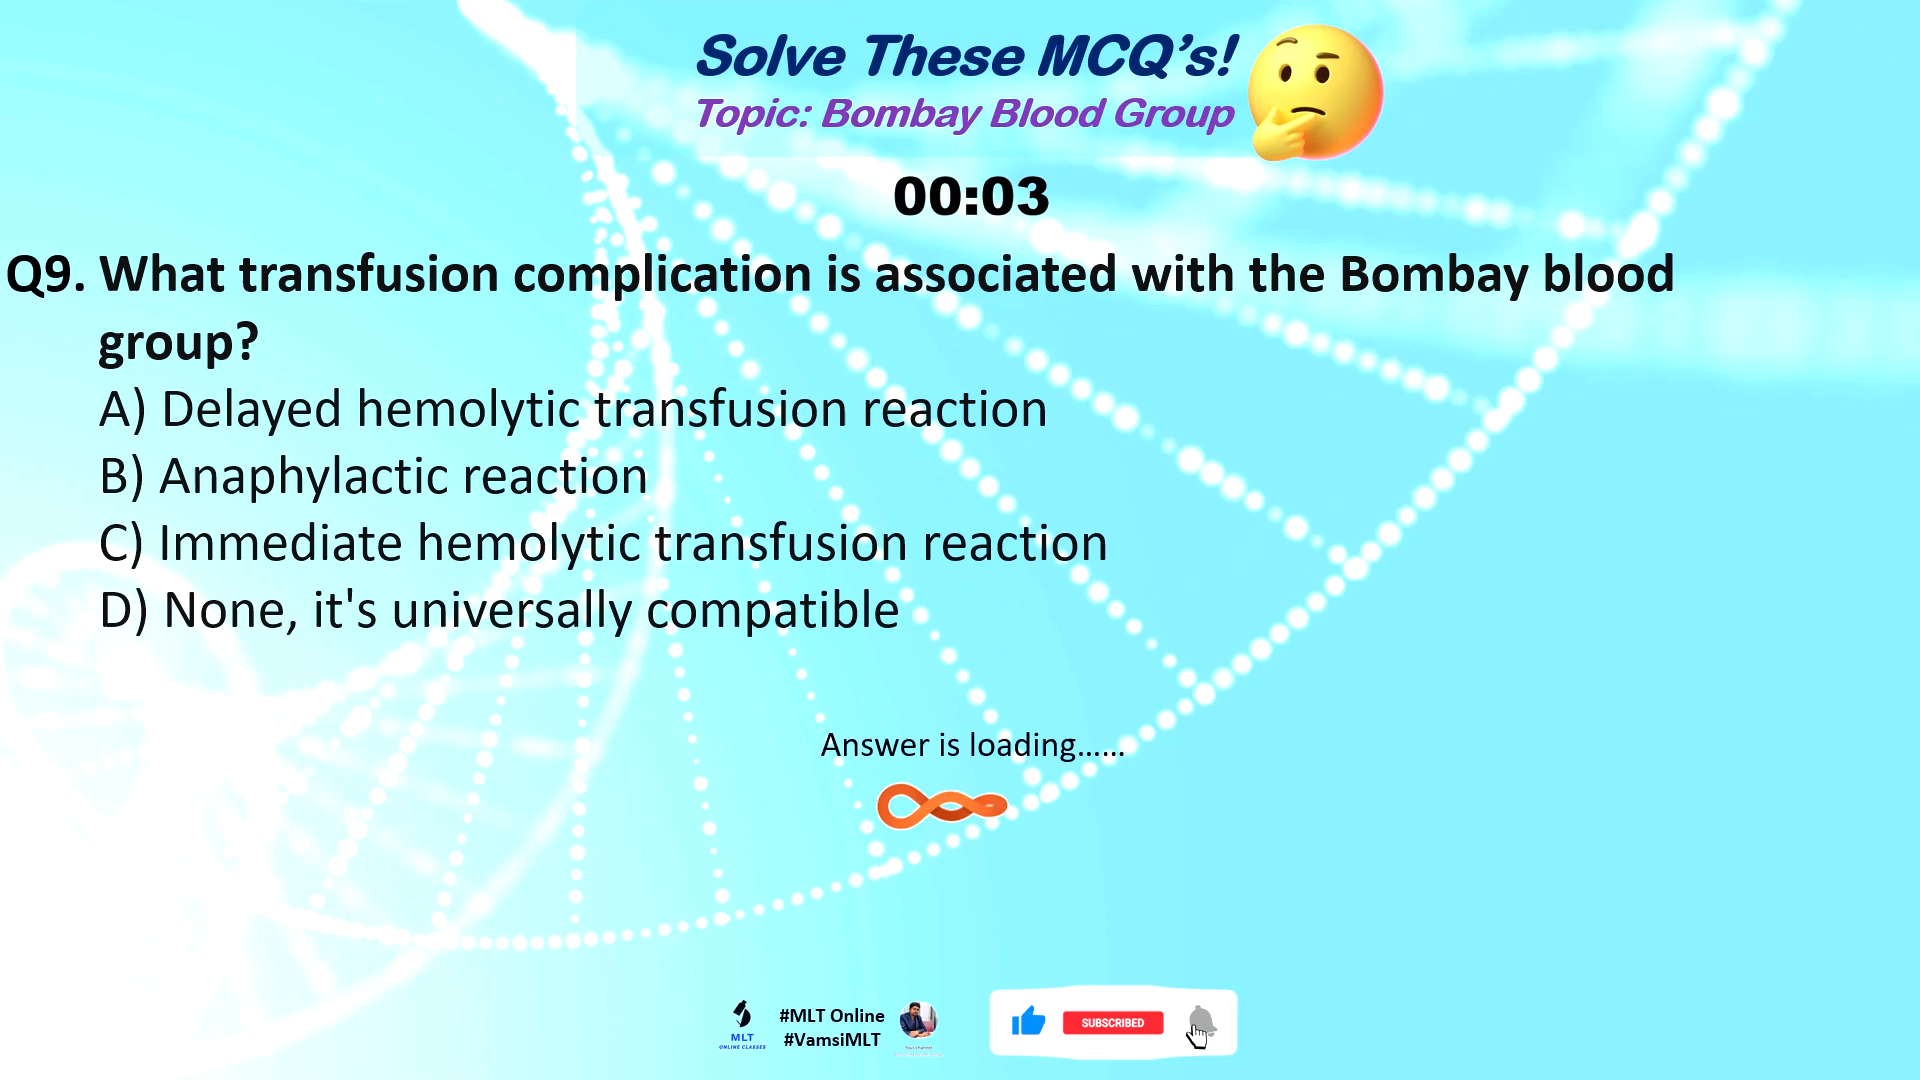 Solve These MCQ’s!
Topic: Bombay Blood Group
00:03
Q9. What transfusion complication is associated with the Bombay blood
group?
A) Delayed hemolytic transfusion reaction
B) Anaphylactic reaction
C) Immediate hemolytic transfusion reaction
D) None, it's universally compatible
Answer is loading......
#MLT Online
#VamsiMLT
MLT
ONLINE CLASSES
SUBSCRIBED